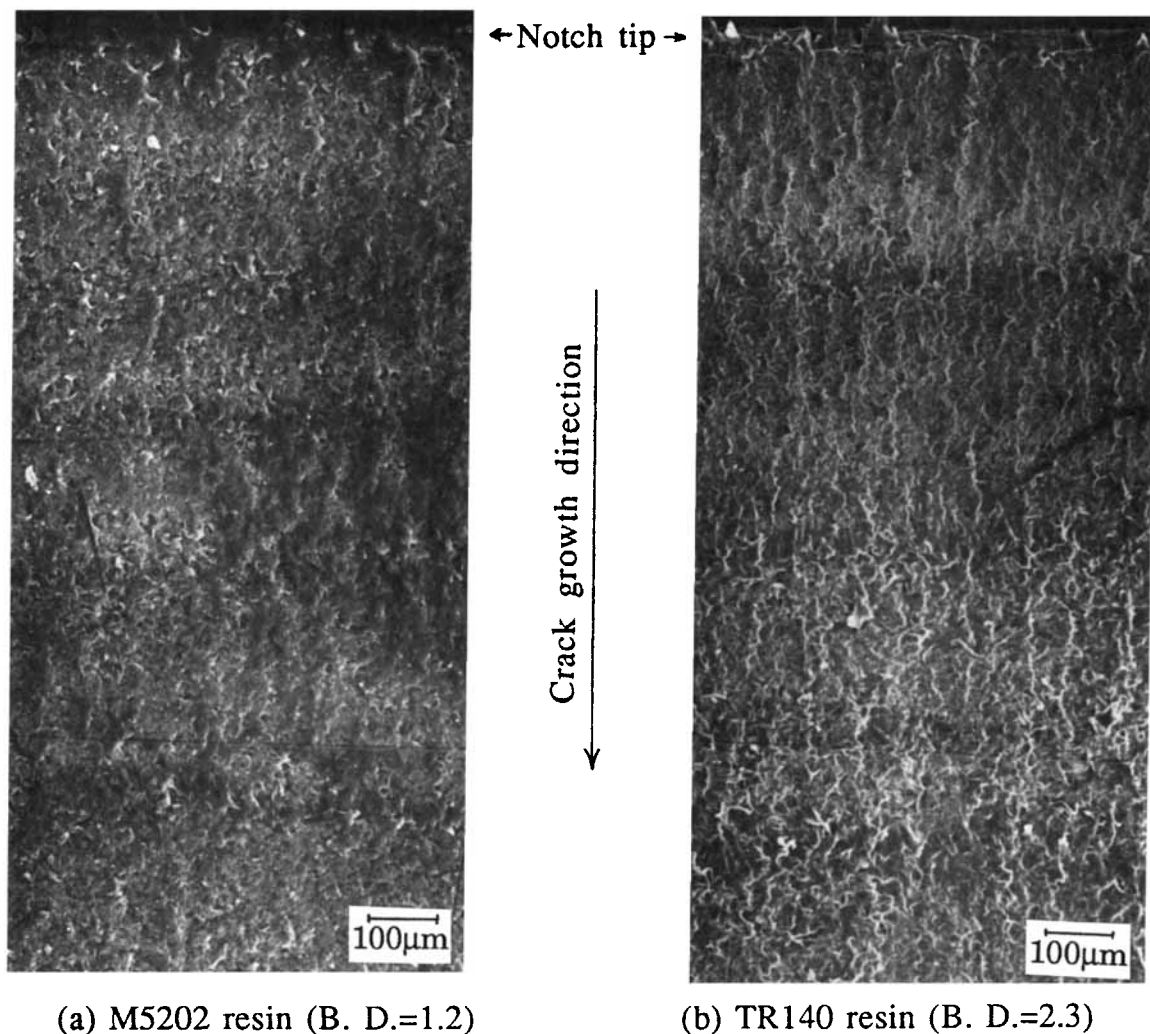 ←Notch tip→
Crack growth direction
100μm
100μm
(a) M5202 resin (B. D.=1.2)
(b) TR140 resin (B. D.=2.3)